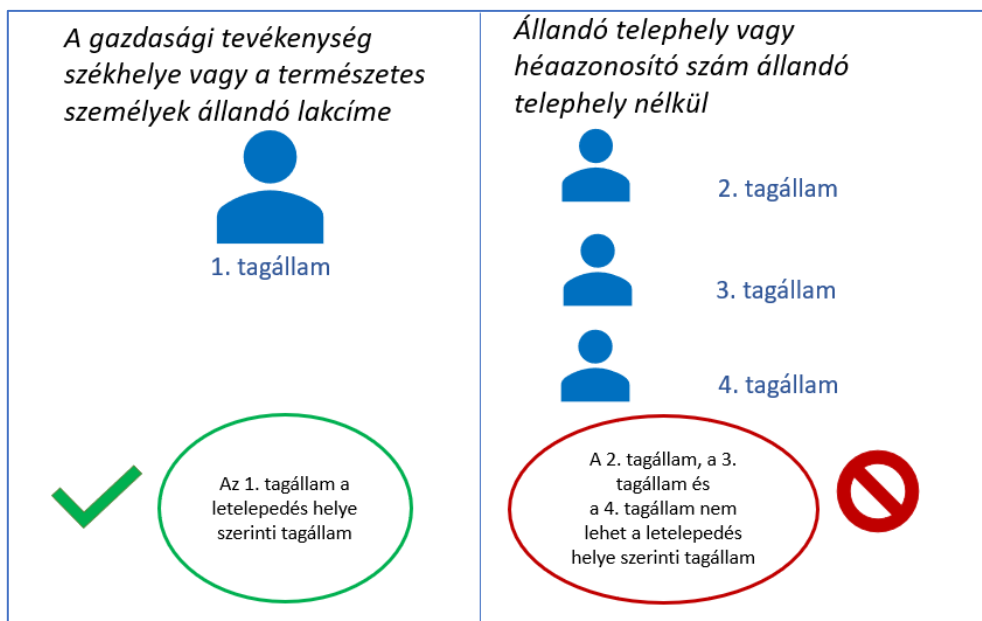 A gazdasági tevékenység
székhelye vagy a természetes
személyek állandó lakcíme
1. tagállam
Az 1. tagállam a
letelepedés helye
szerinti tagállam
Állandó telephely vagy
héaazonosító szám állandó
telephely nélkül
2. tagállam
3. tagállam
4. tagállam
A 2. tagállam, a 3.
tagállam és
a 4. tagállam nem
lehet a letelepedés
helye szerinti tagállam